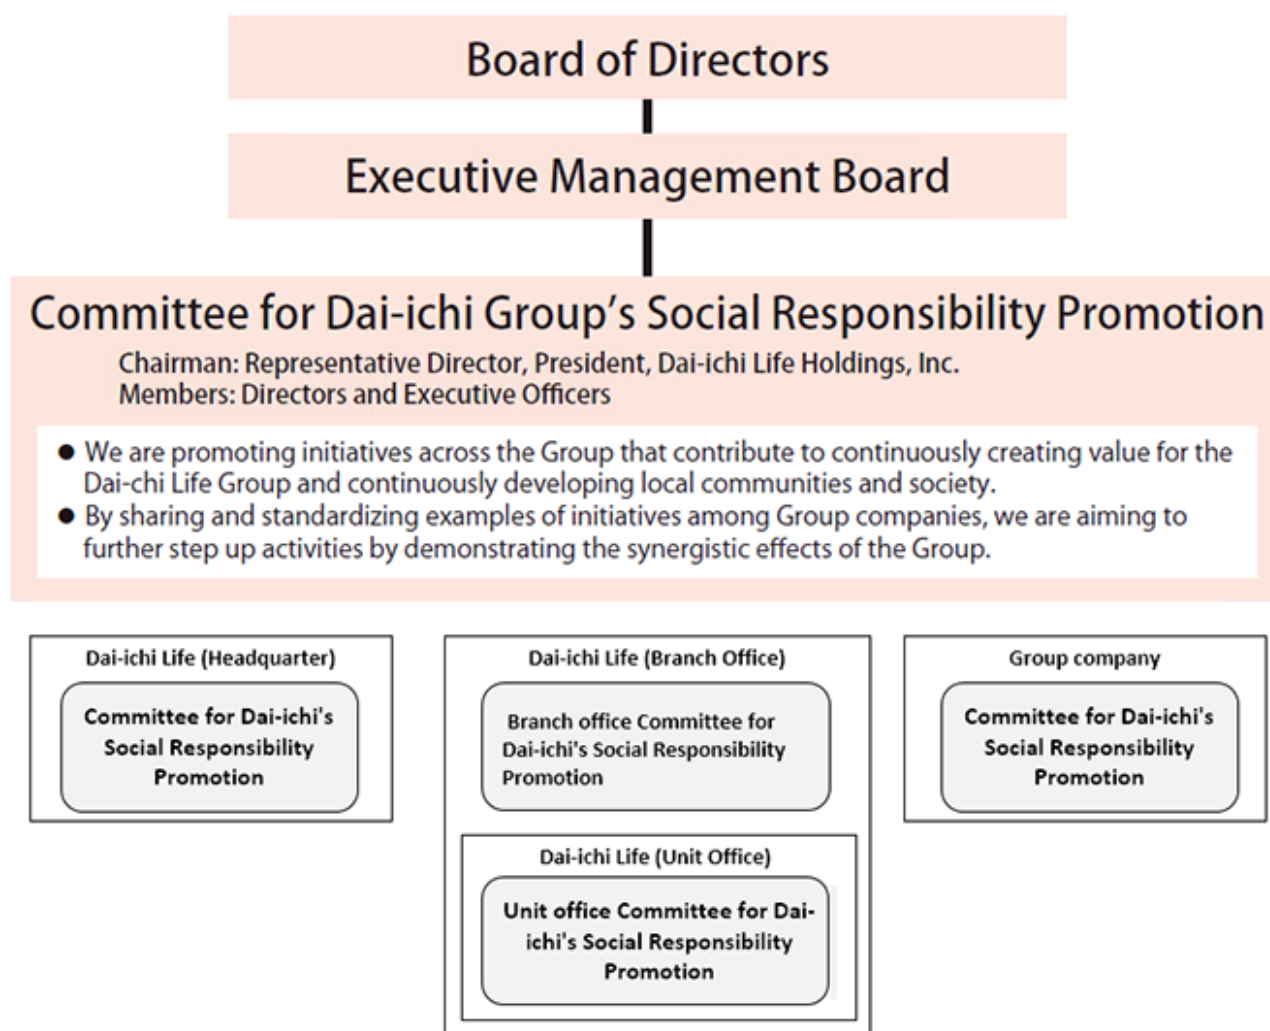 Board of Directors
Executive Management Board
Committee for Dai-ichi Group's Social Responsibility Promotion
Chairman: Representative Director, President, Dai-ichi Life Holdings, Inc.
Members: Directors and Executive Officers
● We are promoting initiatives across the Group that contribute to continuously creating value for the
Dai-chi Life Group and continuously developing local communities and society.
● By sharing and standardizing examples of initiatives among Group companies, we are aiming to
further step up activities by demonstrating the synergistic effects of the Group.
Dai-ichi Life (Headquarter)
Committee for Dai-ichi's
Social Responsibility
Promotion
Dai-ichi Life (Branch Office)
Branch office Committee for
Dai-ichi's Social Responsibility
Promotion
Dai-ichi Life (Unit Office)
Unit office Committee for Dai-
ichi's Social Responsibility
Promotion
Group company
Committee for Dai-ichi's
Social Responsibility
Promotion